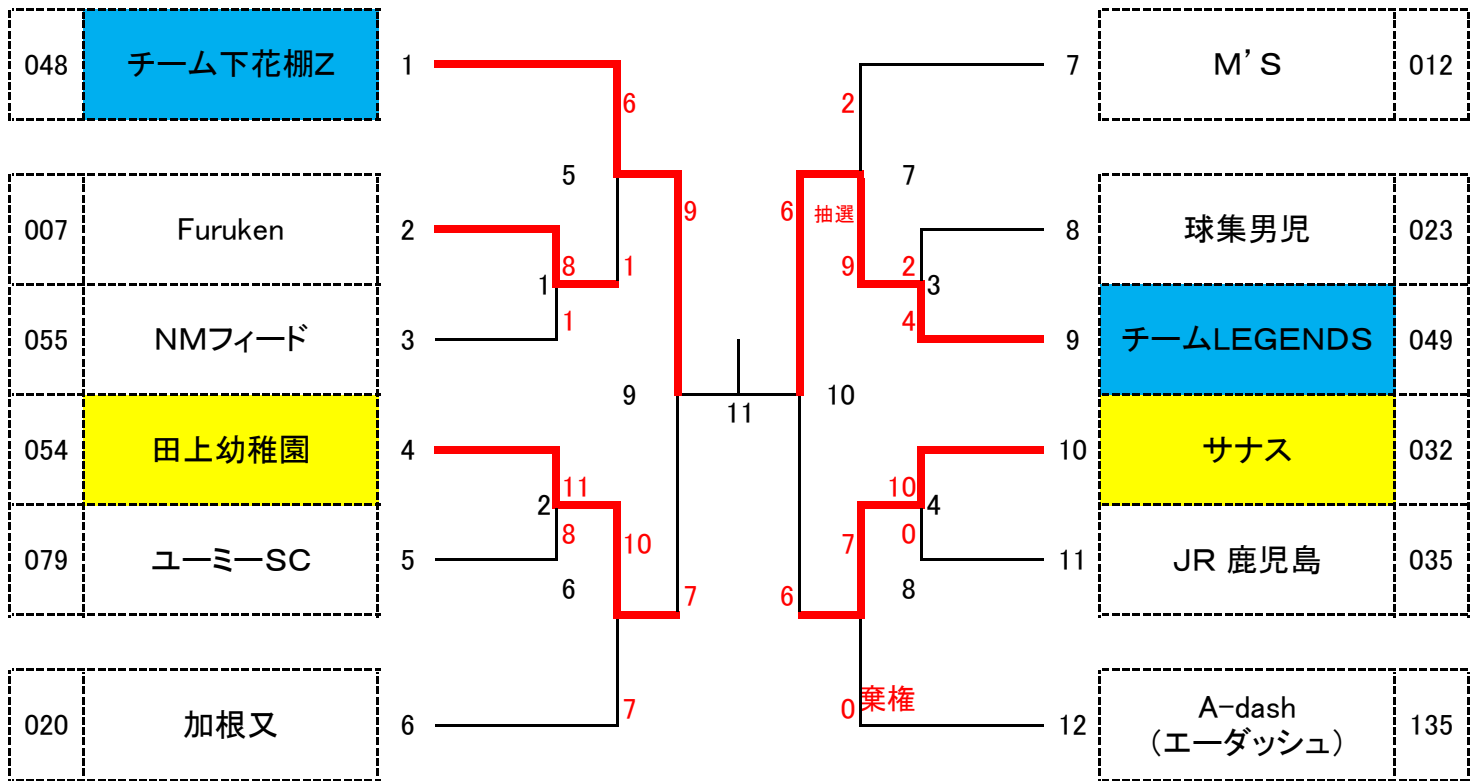 048 チーム下花棚Z 1
6
5
007 Furuken 2
8
1
1
1
055 NMフィード 3
9
9
054 田上幼稚園 4
11
2
8
079 ユーミーSC 5
10
6
7
020 加根又 6
7
11
7 M'S 012
2
7
6
抽選
9
8 球集男児 023
2
3
4
9 チームLEGENDS 049
10
10 サナス 032
10
4
0
11 JR 鹿児島 035
7
8
6
0 棄権
12 A-dash 135
(エーダッシュ)